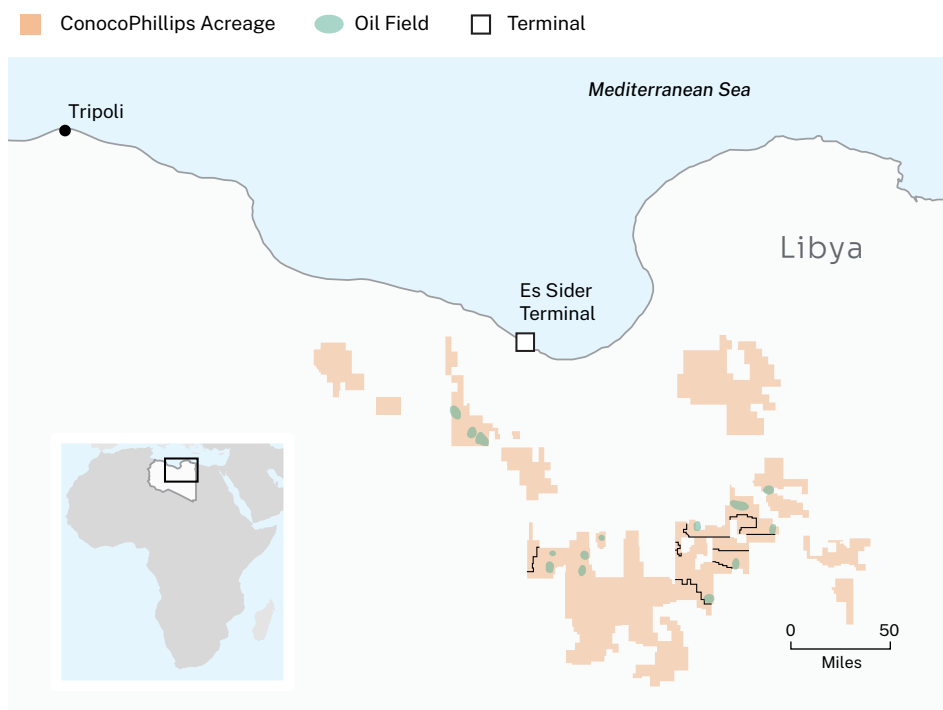 ConocoPhillips Acreage
Oil Field
Terminal
Mediterranean Sea
Tripoli
Libya
Es Sider
Terminal
0
50
Miles